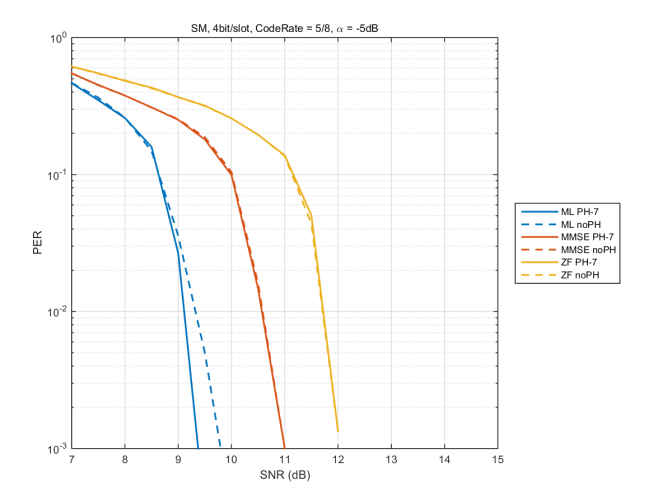 SM, 4bit/slot, CodeRate = 5/8, α = -5dB
10^0
10^-1
10^-2
10^-3
PER
7 8 9 10 11 12 13 14 15
SNR (dB)
ML PH-7
ML noPH
MMSE PH-7
MMSE noPH
ZF PH-7
ZF noPH